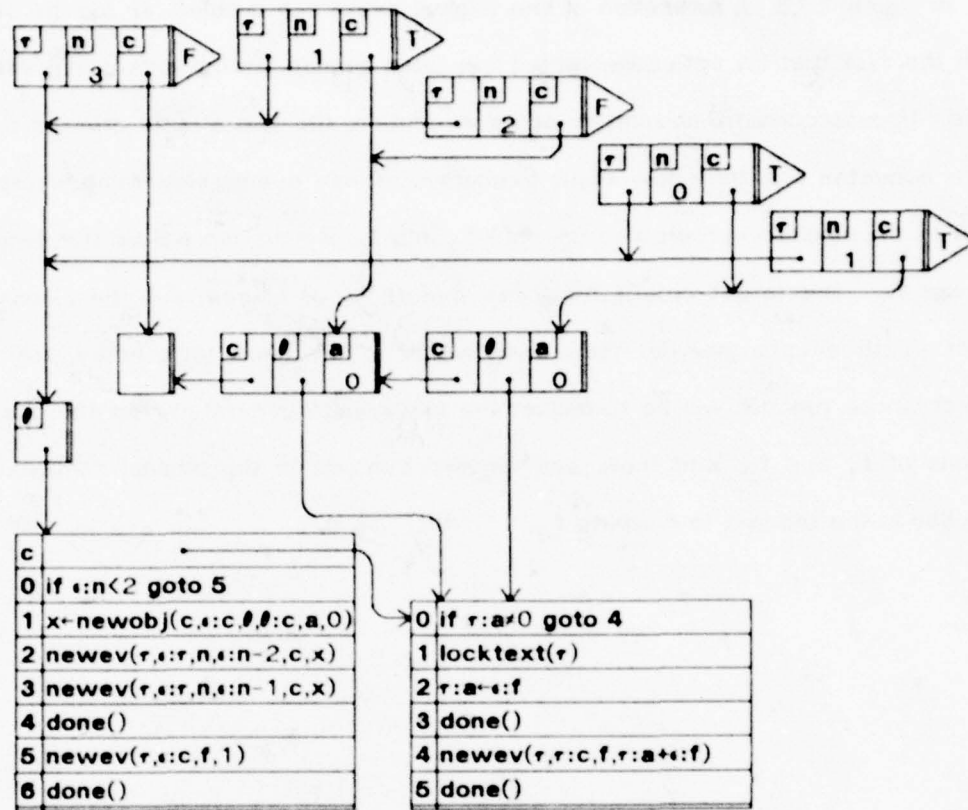 τ n c
3 F
τ n c
1 T
τ n c
2 F
τ n c
0 T
τ n c
1 T
c θ a
0
c θ a
0
θ
c
0 if ε:n<2 goto 5
1 x←newobj(c,ε:c,θ,θ:c,a,0)
2 newev(τ,ε:τ,n,ε:n-2,c,x)
3 newev(τ,ε:τ,n,ε:n-1,c,x)
4 done()
5 newev(τ,ε:c,f,1)
6 done()
0 if τ:a≠0 goto 4
1 locktext(τ)
2 τ:a←ε:f
3 done()
4 newev(τ,τ:c,f,τ:a+ε:f)
5 done()